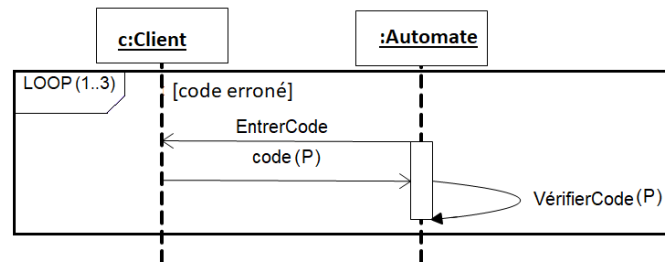 c:Client
:Automate
LOOP (1..3)
[code erroné]
EntrerCode
code (P)
VérifierCode (P)